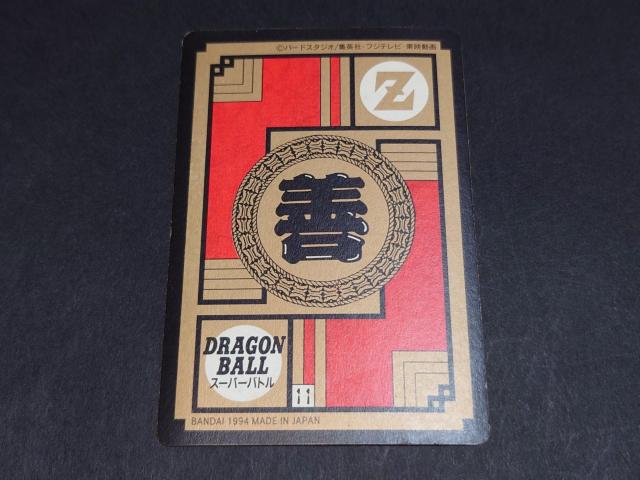 ©バードスタジオ/集英社・フジテレビ・東映動画
Z
善
DRAGON
BALL
スーパーバトル
11
BANDAI 1994 MADE IN JAPAN